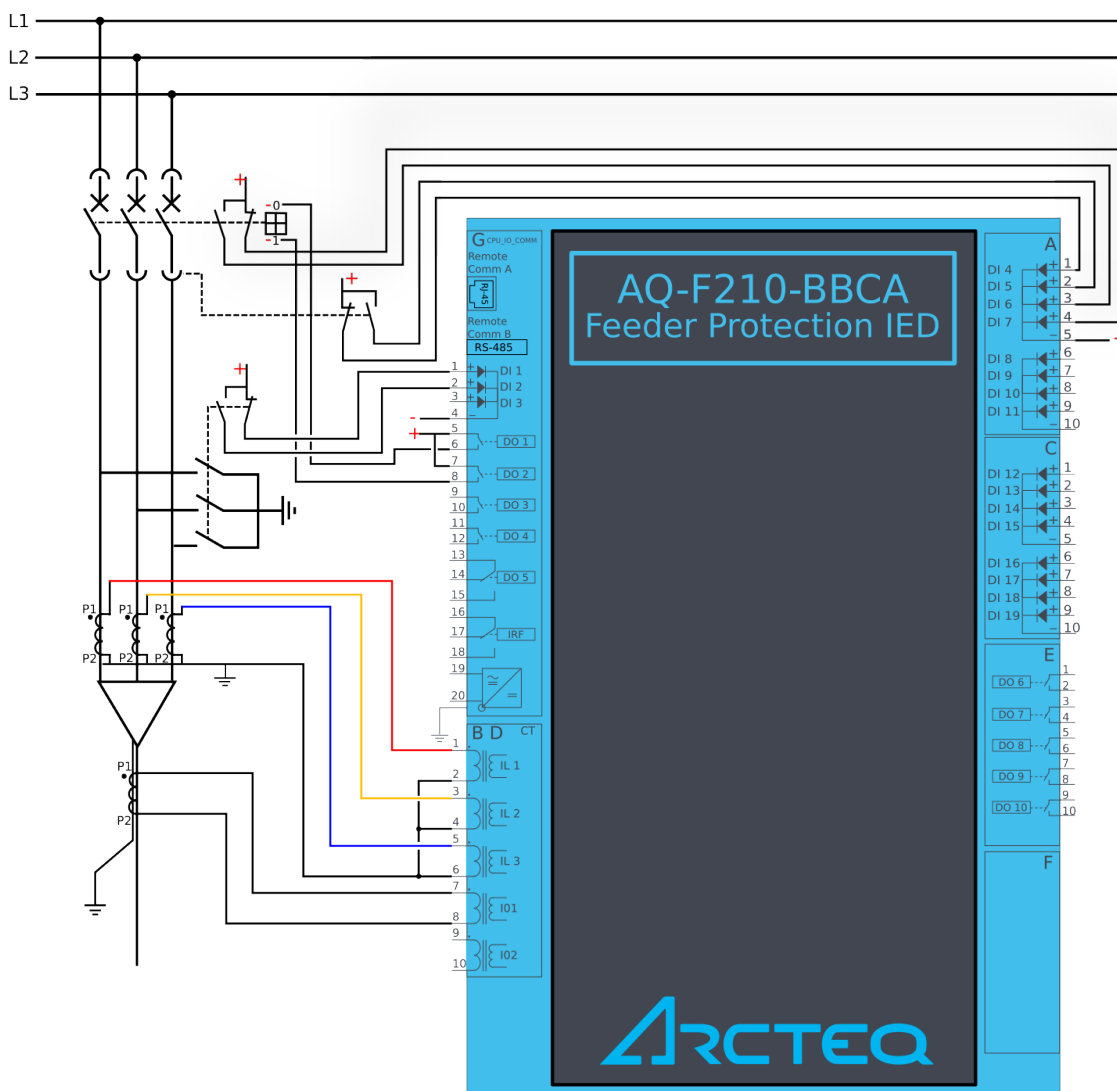 L1
L2
L3
+
-0
-1
+
+
G CPU_IO_COMM
Remote
Comm A
RJ-45
Remote
Comm B
RS-485
1 + DI 1
2 + DI 2
3 + DI 3
- 4 -
+ 5
6 DO 1
7
8 DO 2
9
10 DO 3
11
12 DO 4
13
14 DO 5
15
16
17 IRF
18
19
20
B D CT
1 IL 1
2
3 IL 2
4
5 IL 3
6
7 I01
8
9 I02
10
P1 P1 P1
P2 P2 P2
P1
P2
AQ-F210-BBCA
Feeder Protection IED
ARCTEQ
A
DI 4 + 1
DI 5 + 2
DI 6 + 3
DI 7 + 4
- 5
DI 8 + 6
DI 9 + 7
DI 10 + 8
DI 11 + 9
- 10
C
DI 12 + 1
DI 13 + 2
DI 14 + 3
DI 15 + 4
- 5
DI 16 + 6
DI 17 + 7
DI 18 + 8
DI 19 + 9
- 10
E
1
DO 6 2
3
DO 7 4
5
DO 8 6
7
DO 9 8
9
DO 10 10
F